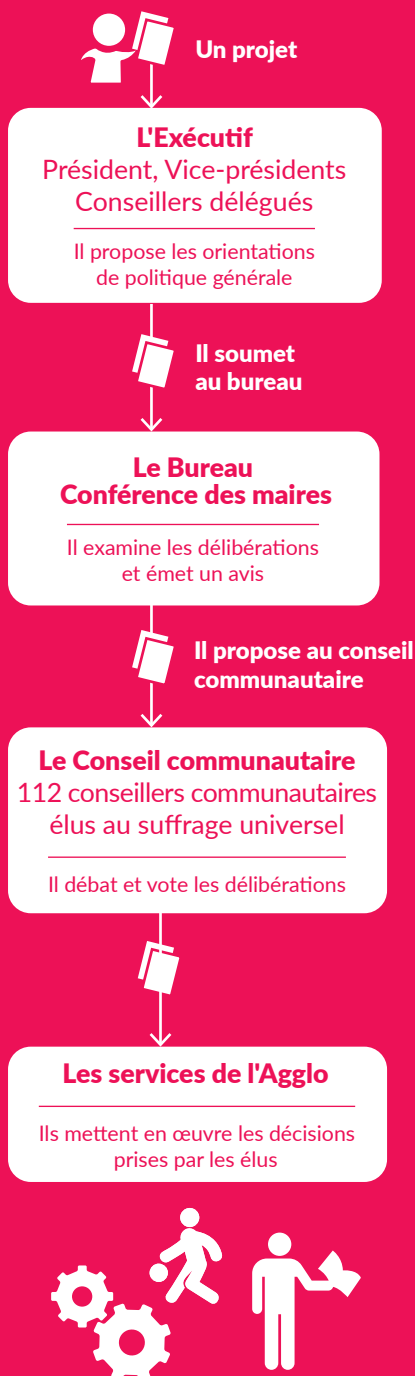 Un projet
L'Exécutif
Président, Vice-présidents
Conseillers délégués
Il propose les orientations
de politique générale
Il soumet
au bureau
Le Bureau
Conférence des maires
Il examine les délibérations
et émet un avis
Il propose au conseil
communautaire
Le Conseil communautaire
112 conseillers communautaires
élus au suffrage universel
Il débat et vote les délibérations
Les services de l'Agglo
Ils mettent en œuvre les décisions
prises par les élus